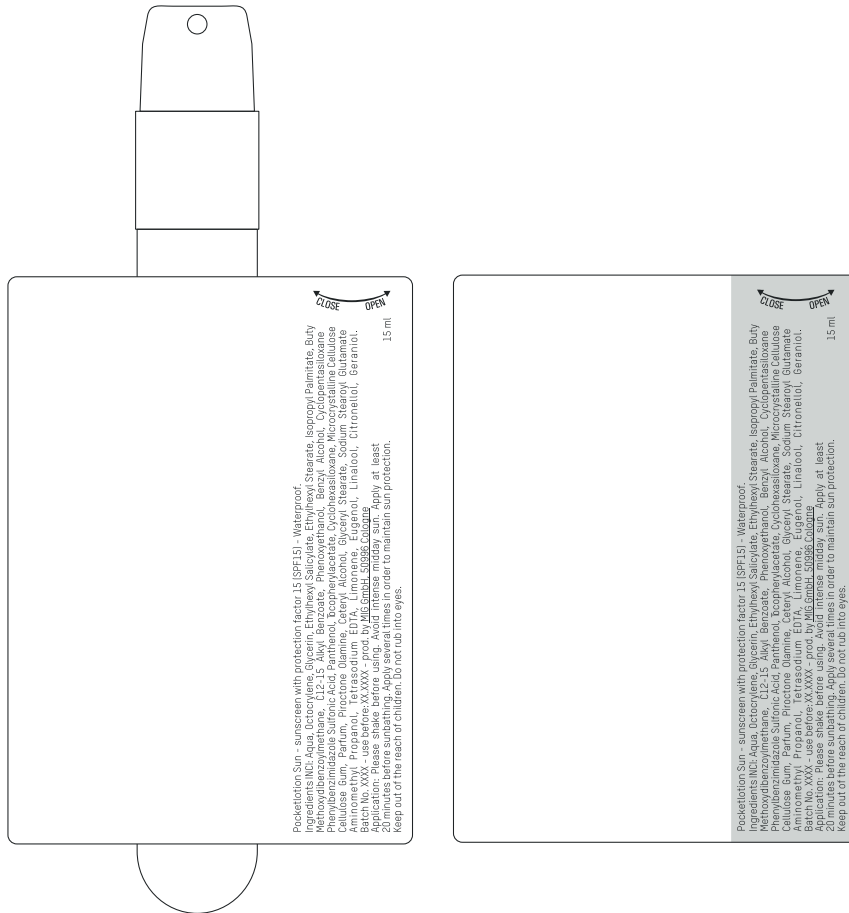 CLOSE OPEN
Pocketlotion Sun - sunscreen with protection factor 15 (SPF15) - Waterproof.
Ingredients INCI: Aqua, Octocrylene, Glycerin, Ethylhexyl Salicylate, Ethylhexyl Stearate, Isopropyl Palmitate, Buty
Methoxydibenzoylmethane, C12-15 Alkyl Benzoate, Phenoxyethanol, Benzyl Alcohol, Cyclopentasiloxane
Phenylbenzimidazole Sulfonic Acid, Panthenol, Tocopherylacetate, Cyclohexasiloxane, Microcrystalline Cellulose
Cellulose Gum, Parfum, Piroctone Olamine, Ceteryl Alcohol, Glyceryl Stearate, Sodium Stearoyl Glutamate
Aminomethyl Propanol, Tetrasodium EDTA, Limonene, Eugenol, Linalool, Citronellol, Geraniol.
Batch No. XXXX - use before: XX.XXXX - prod. by MIG GmbH, 50996 Cologne
Application: Please shake before using. Avoid intense midday sun. Apply at least
20 minutes before sunbathing. Apply several times in order to maintain sun protection. 15 ml
Keep out of the reach of children. Do not rub into eyes.
CLOSE OPEN
Pocketlotion Sun - sunscreen with protection factor 15 (SPF15) - Waterproof.
Ingredients INCI: Aqua, Octocrylene, Glycerin, Ethylhexyl Salicylate, Ethylhexyl Stearate, Isopropyl Palmitate, Buty
Methoxydibenzoylmethane, C12-15 Alkyl Benzoate, Phenoxyethanol, Benzyl Alcohol, Cyclopentasiloxane
Phenylbenzimidazole Sulfonic Acid, Panthenol, Tocopherylacetate, Cyclohexasiloxane, Microcrystalline Cellulose
Cellulose Gum, Parfum, Piroctone Olamine, Ceteryl Alcohol, Glyceryl Stearate, Sodium Stearoyl Glutamate
Aminomethyl Propanol, Tetrasodium EDTA, Limonene, Eugenol, Linalool, Citronellol, Geraniol.
Batch No. XXXX - use before: XX.XXXX - prod. by MIG GmbH, 50996 Cologne
Application: Please shake before using. Avoid intense midday sun. Apply at least
20 minutes before sunbathing. Apply several times in order to maintain sun protection. 15 ml
Keep out of the reach of children. Do not rub into eyes.